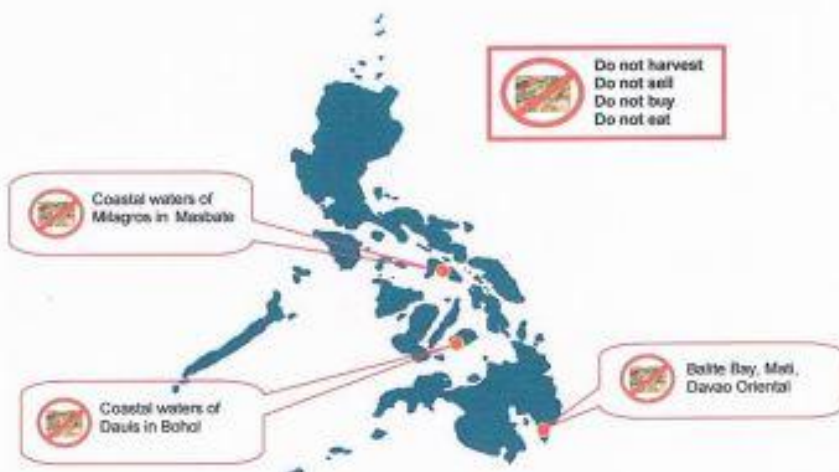 Do not harvest
Do not sell
Do not buy
Do not eat
Coastal waters of
Milagros in Masbate
Coastal waters of
Dauis in Bohol
Balite Bay, Mati,
Davao Oriental